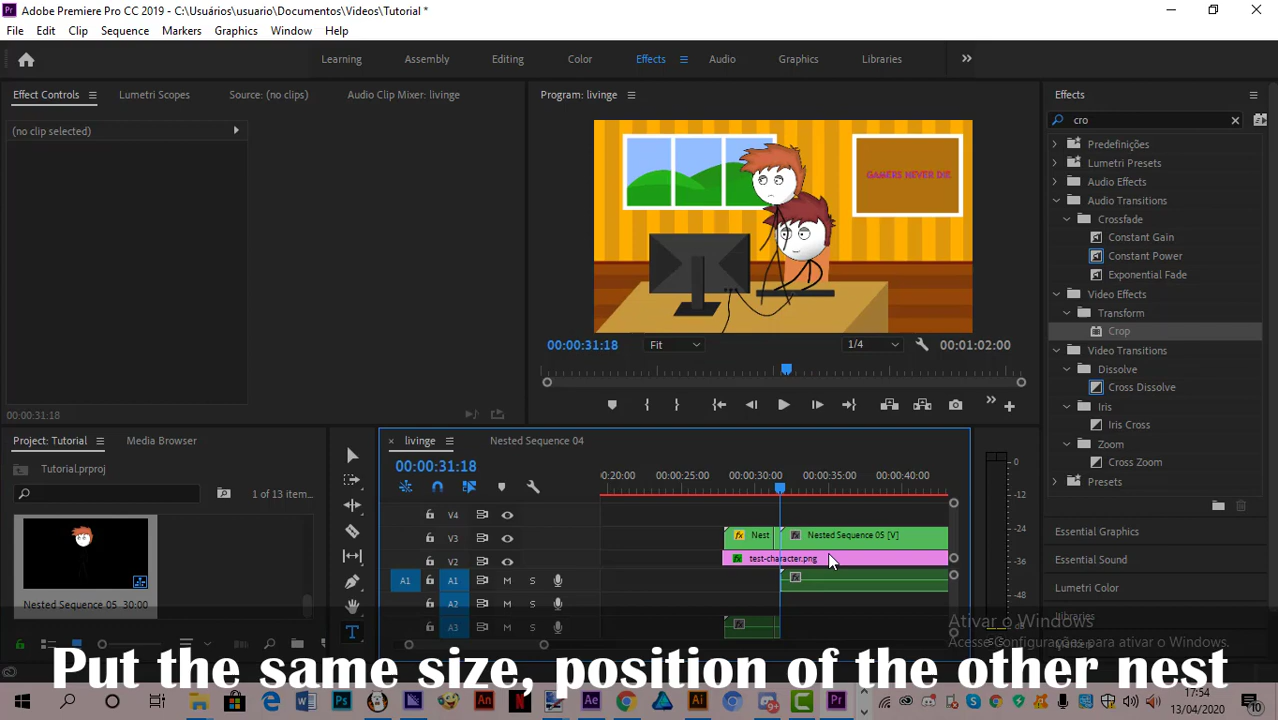 Adobe Premiere Pro CC 2019 - C:\Usuários\usuario\Documentos\Videos\Tutorial *
File Edit Clip Sequence Markers Graphics Window Help
Learning Assembly Editing Color Effects Audio Graphics Libraries
Effect Controls Lumetri Scopes Source: (no clips) Audio Clip Mixer: livinge
(no clip selected)
00:00:31:18
Program: livinge
GAMERS NEVER DIE
00:00:31:18 Fit 1/4 00:01:02:00
Effects
cro
Predefinições
Lumetri Presets
Audio Effects
Audio Transitions
Crossfade
Constant Gain
Constant Power
Exponential Fade
Video Effects
Transform
Crop
Video Transitions
Dissolve
Cross Dissolve
Iris
Iris Cross
Zoom
Cross Zoom
Presets
Essential Graphics
Essential Sound
Lumetri Color
Libraries
Project: Tutorial Media Browser
Tutorial.prproj
1 of 13 item...
Nested Sequence 05 30:00
livinge Nested Sequence 04
00:00:31:18
:0:20:00 00:00:25:00 00:00:30:00 00:00:35:00 00:00:40:00
V4
V3 Nest Nested Sequence 05 [V]
V2 test-character.png
A1 A1 M S
A2 M S
A3 M S
0
-12
-24
-36
-48
dB
S S
Ativar o Windows
Acesse Configurações para ativar o Windows.
Put the same size, position of the other nest
17:54
13/04/2020
10